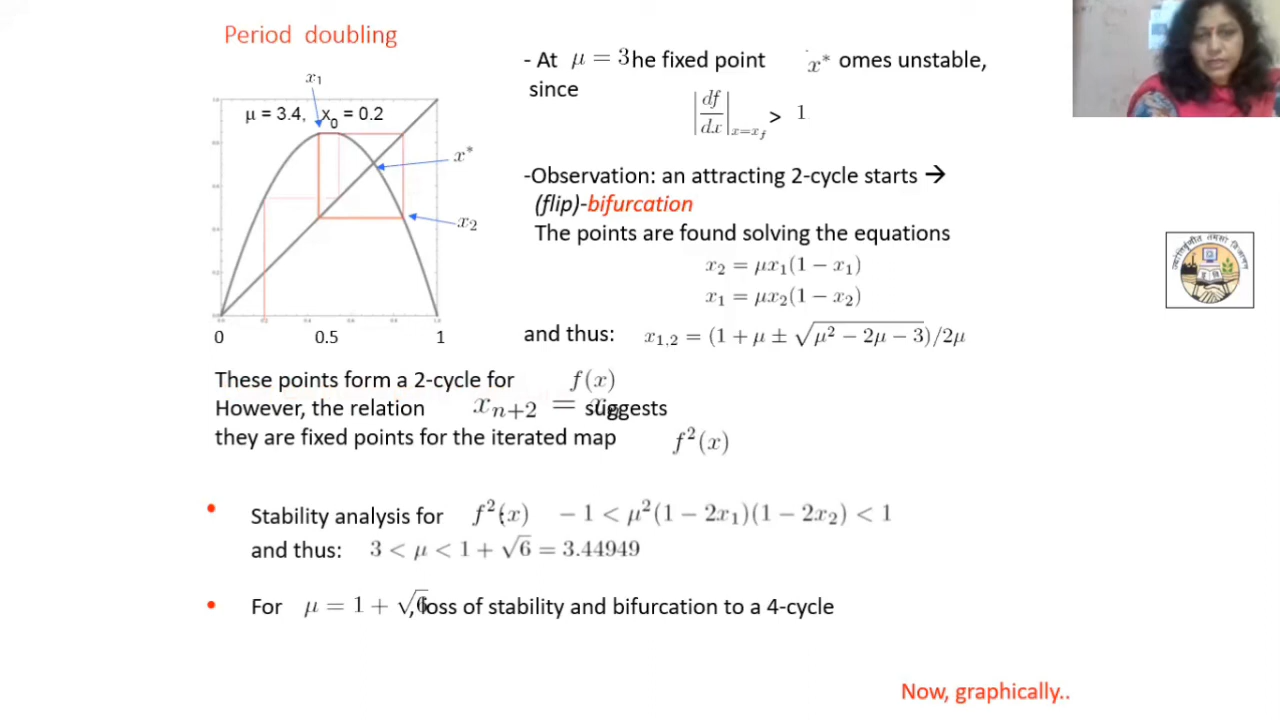 Period doubling
x₁
μ = 3.4, x₀ = 0.2
x*
x₂
0 0.5 1
- At μ = 3he fixed point x* omes unstable,
since
|df/dx|ₓ₌ₓf > 1
-Observation: an attracting 2-cycle starts →
(flip)-bifurcation
The points are found solving the equations
x₂ = μx₁(1 − x₁)
x₁ = μx₂(1 − x₂)
and thus: x₁,₂ = (1 + μ ± √(μ² − 2μ − 3))/2μ
These points form a 2-cycle for f(x)
However, the relation xₙ₊₂ = suggests
they are fixed points for the iterated map f²(x)
• Stability analysis for f²(x) − 1 < μ²(1 − 2x₁)(1 − 2x₂) < 1
and thus: 3 < μ < 1 + √6 = 3.44949
• For μ = 1 + √6, loss of stability and bifurcation to a 4-cycle
Now, graphically..